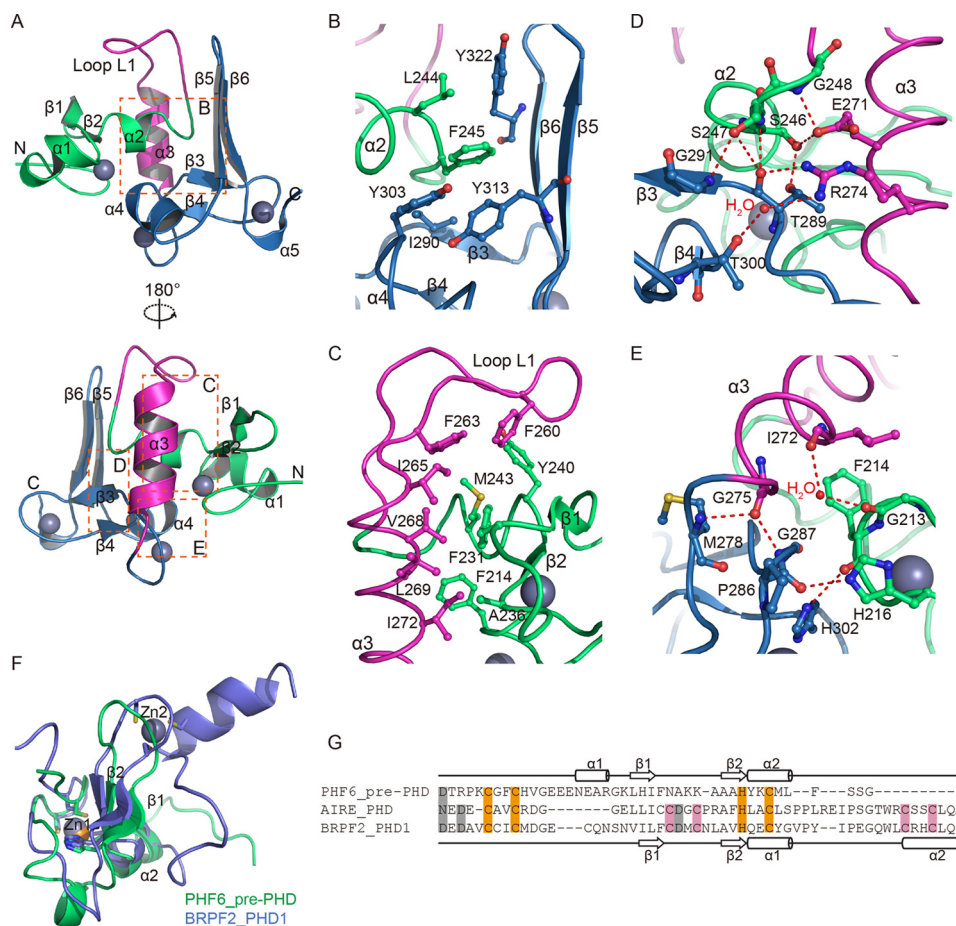 A
Loop L1
β5
β6
β1
B
β2
α2
N
α1
α3
β3
α4
β4
C
α5
180°
C
β6
β5
β1
α3
β2
D
N
C
β3
α1
α4
β4
E
B
Y322
L244
β6
β5
F245
α2
Y303
Y313
I290
β3
β4
α4
D
G248
α2
α3
E271
S246
S247
G291
β3
R274
H2O
T289
β4
T300
C
Loop L1
F263
F260
I265
Y240
M243
β1
V268
F231
β2
L269
F214
A236
I272
α3
E
α3
I272
F214
H2O
G275
G213
M278
G287
P286
H216
H302
F
Zn2
β2
β1
Zn1
α2
PHF6_pre-PHD
BRPF2_PHD1
G
α1 β1 β2 α2
PHF6_pre-PHD DTRPKCGFCHVGEEENEARGKLHIFNAKK-AAAHYKCML--F---SSG----
AIRE_PHD NEDECAVCRDGG------GELICCDGCPRAFHLACLSPPLREIPSGTWRCSSCLQ
BRPF2_PHD1 DEDAVCCICMDGE---CQNSNVILFCDMCNLAVHQECYGVPY--IPEGQWLCRHCLQ
β1 β2 α1 α2